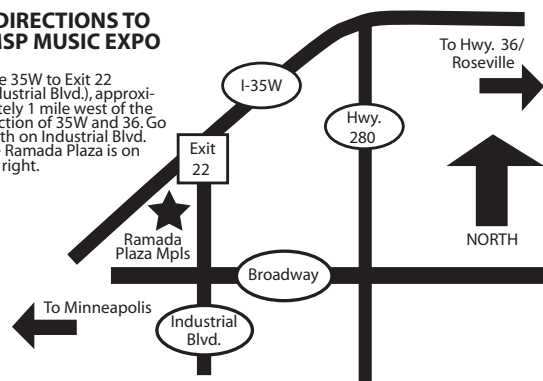 DIRECTIONS TO
MSP MUSIC EXPO
35W to Exit 22
Blvd.), approxi-
1 mile west of the
of 35W and 36. Go
on Industrial Blvd.
Ramada Plaza is on
right.
I-35W
To Hwy. 36/
Roseville
Hwy.
280
Exit
22
Ramada
Plaza Mpls
NORTH
Broadway
To Minneapolis
Industrial
Blvd.